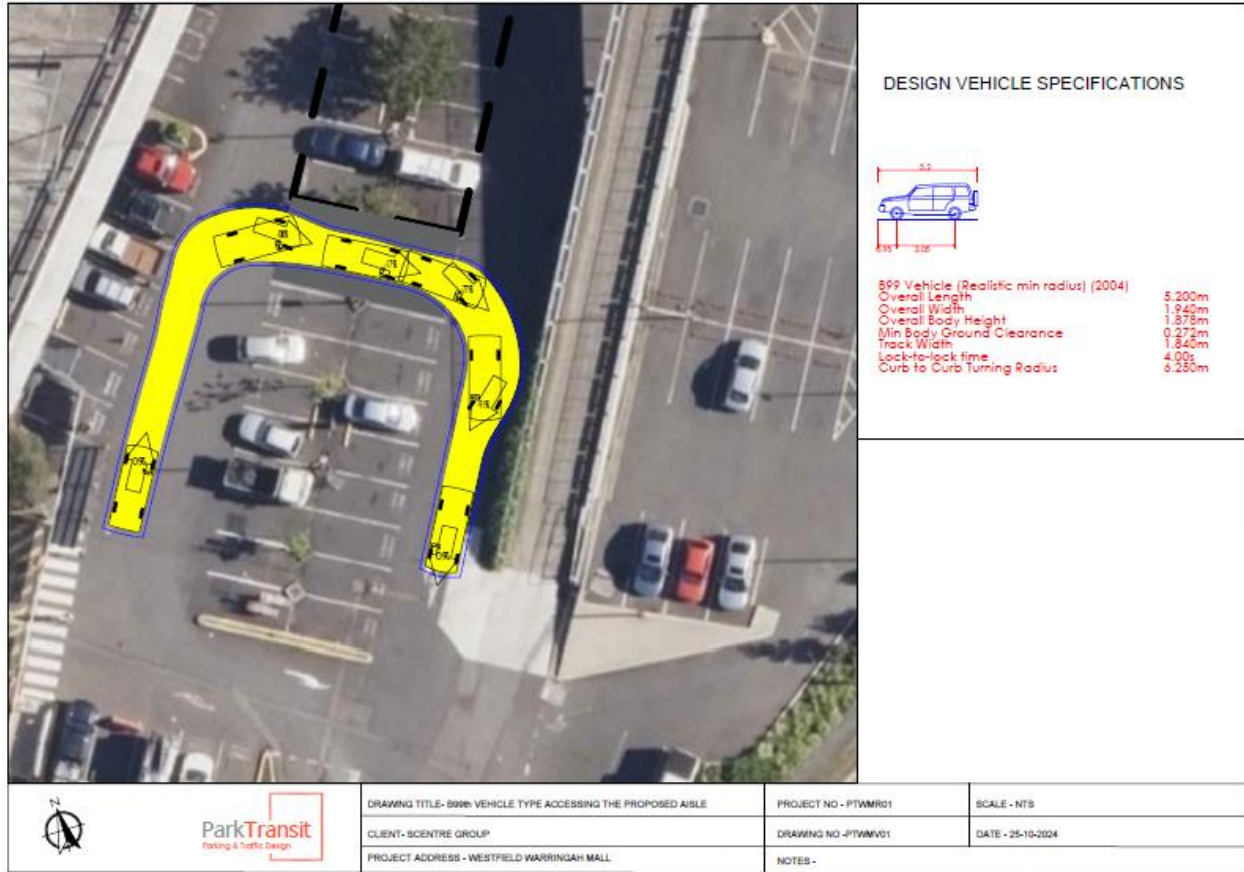 DESIGN VEHICLE SPECIFICATIONS
5.2
0.95
3.05
B99 Vehicle (Realistic min radius) (2004)
Overall Length 5.200m
Overall Width 1.940m
Overall Body Height 1.878m
Min Body Ground Clearance 0.272m
Track Width 1.840m
Lock-to-lock time 4.00s
Curb to Curb Turning Radius 6.250m
N
ParkTransit
Parking & Traffic Design
DRAWING TITLE- B99th VEHICLE TYPE ACCESSING THE PROPOSED AISLE
PROJECT NO - PTWMR01
SCALE - NTS
CLIENT- SCENTRE GROUP
DRAWING NO -PTWMV01
DATE - 25-10-2024
PROJECT ADDRESS - WESTFIELD WARRINGAH MALL
NOTES -